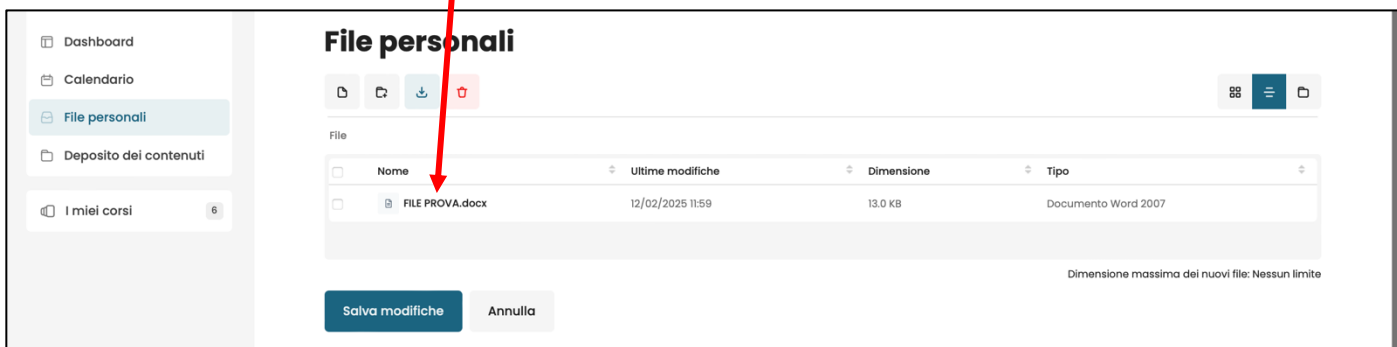 Dashboard
Calendario
File personali
Deposito dei contenuti
I miei corsi 6
File personali
File
Nome Ultime modifiche Dimensione Tipo
FILE PROVA.docx 12/02/2025 11:59 13.0 KB Documento Word 2007
Dimensione massima dei nuovi file: Nessun limite
Salva modifiche Annulla